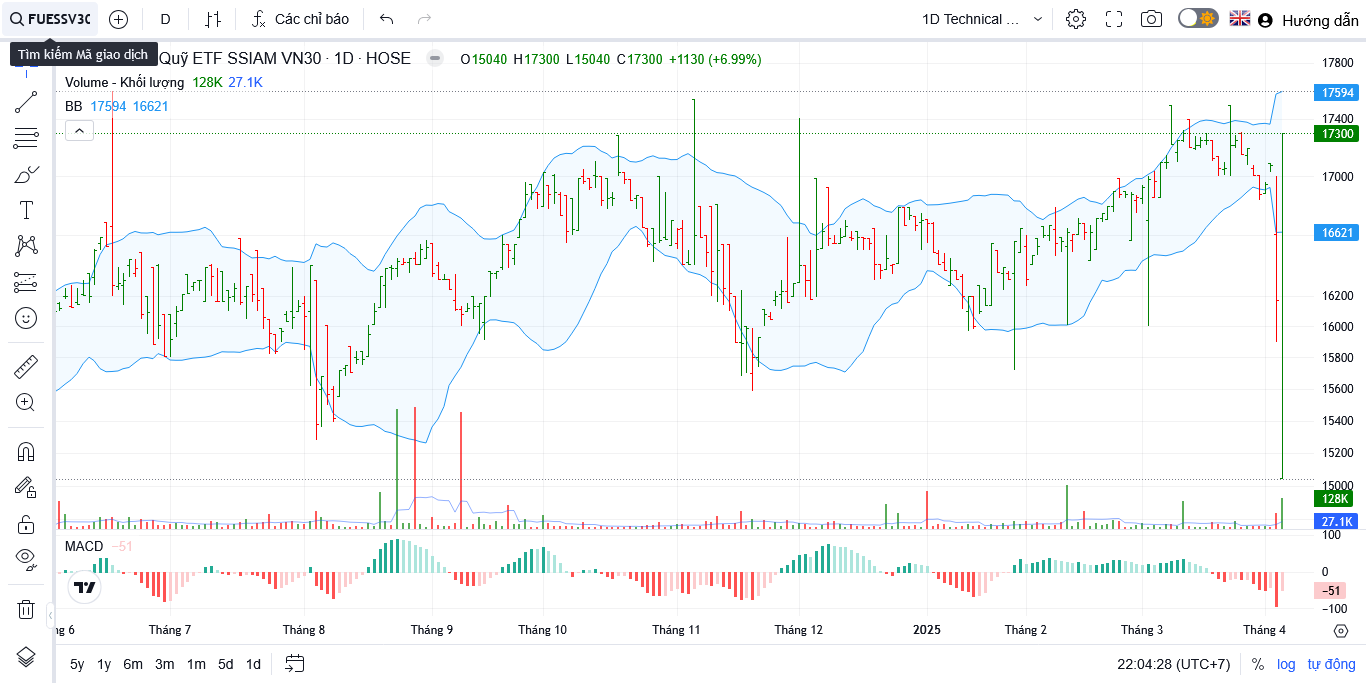 FUESSV30
D
Các chỉ báo
1D Technical ...
Hướng dẫn
Tìm kiếm Mã giao dịch
Quỹ ETF SSIAM VN30 · 1D · HOSE
O15040 H17300 L15040 C17300 +1130 (+6.99%)
Volume - Khối lượng 128K 27.1K
BB 17594 16621
17800
17594
17400
17300
17000
16621
16200
16000
15800
15600
15400
15200
15000
128K
27.1K
MACD −51
100
0
−51
−100
ng 6
Tháng 7
Tháng 8
Tháng 9
Tháng 10
Tháng 11
Tháng 12
2025
Tháng 2
Tháng 3
Tháng 4
5y 1y 6m 3m 1m 5d 1d
22:04:28 (UTC+7)
% log tự động